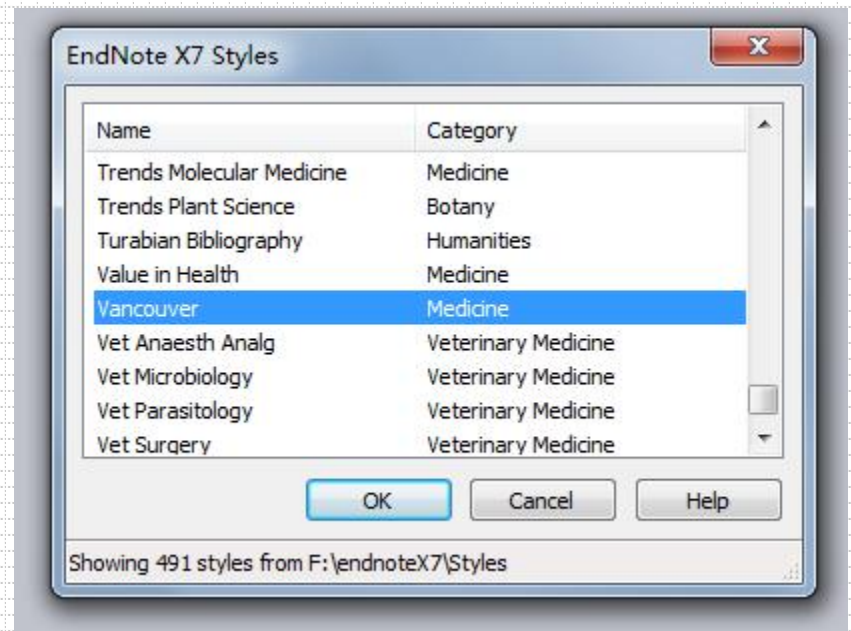 EndNote X7 Styles
Name Category
Trends Molecular Medicine Medicine
Trends Plant Science Botany
Turabian Bibliography Humanities
Value in Health Medicine
Vancouver Medicine
Vet Anaesth Analg Veterinary Medicine
Vet Microbiology Veterinary Medicine
Vet Parasitology Veterinary Medicine
Vet Surgery Veterinary Medicine
OK Cancel Help
Showing 491 styles from F:\endnoteX7\Styles